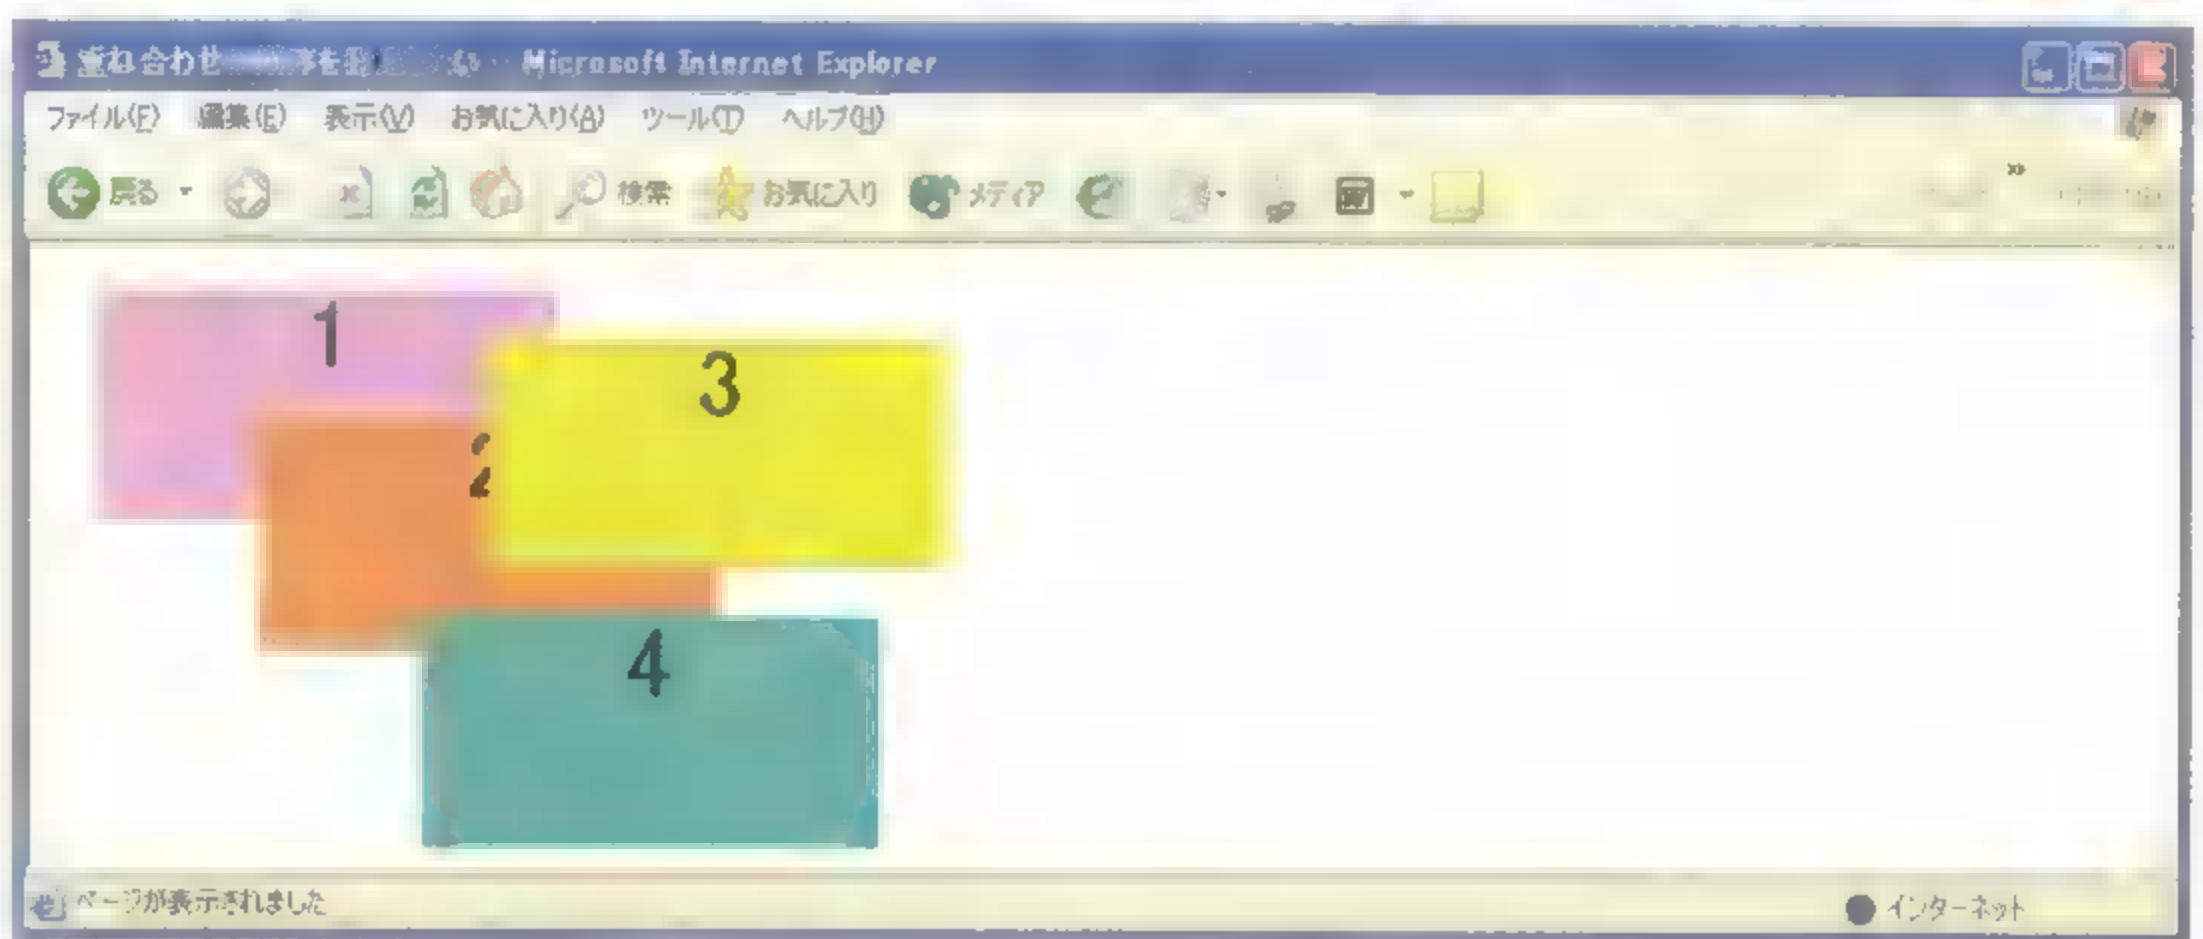 重ね合わせ Microsoft Internet Explorer
ファイル(F) 編集(E) 表示(V) お気に入り(A) ツール(T) ヘルプ(H)
戻る 検索 お気に入り メディア »
1
3
2
4
ページが表示されました インターネット